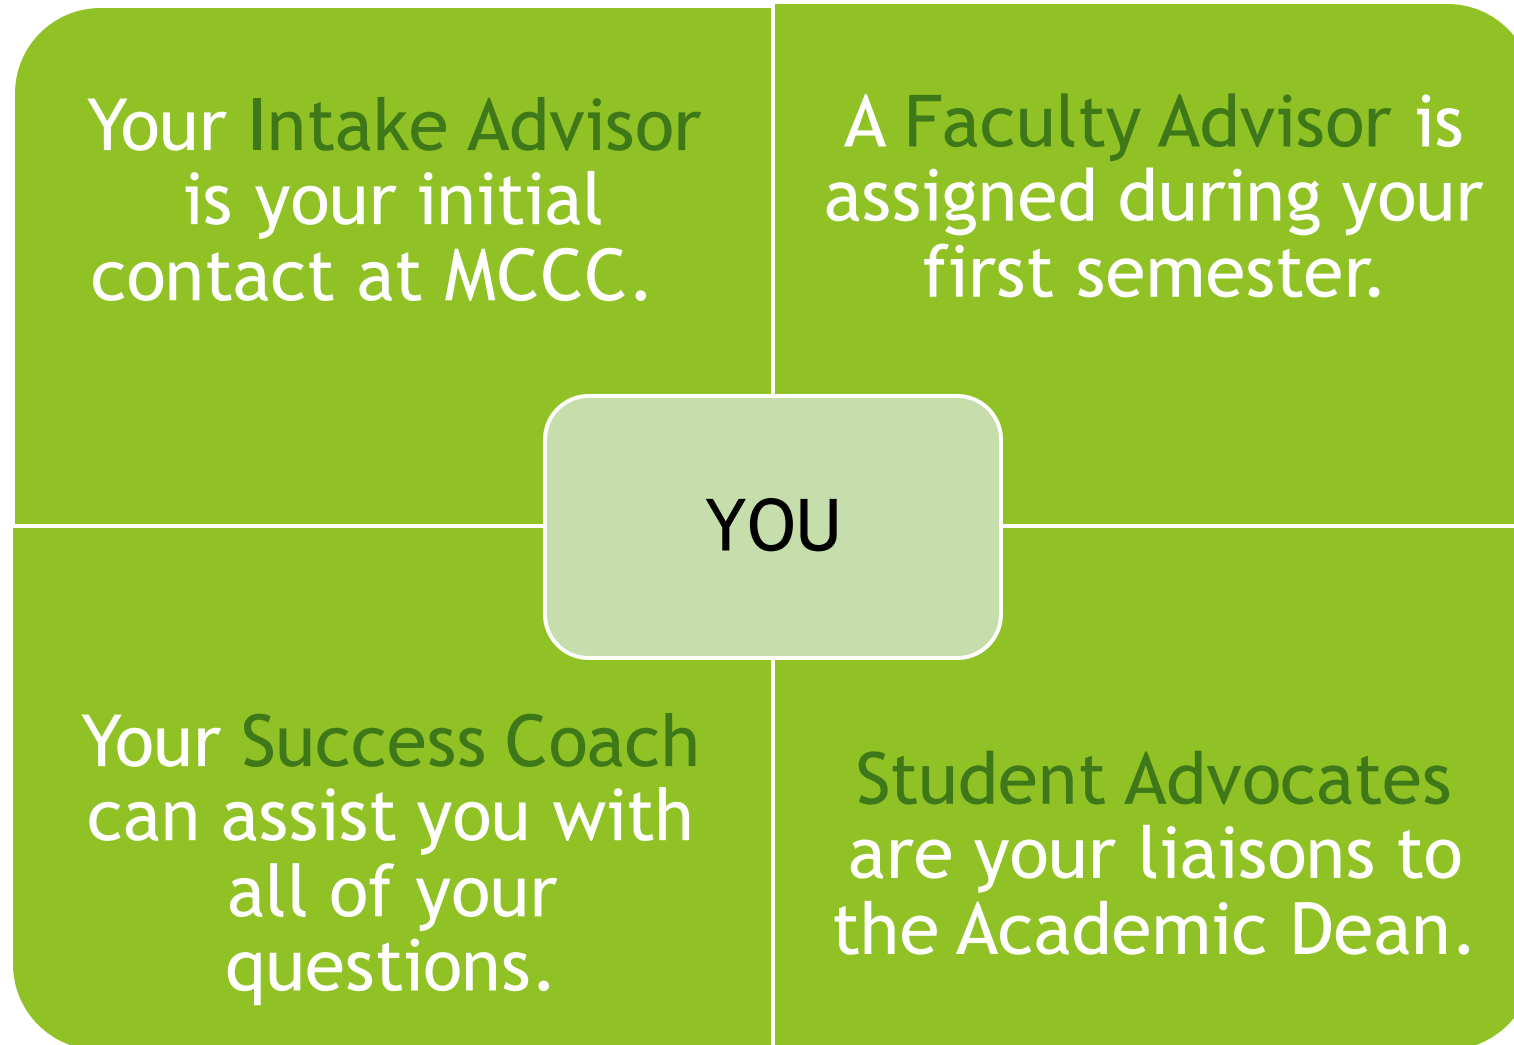 Your Intake Advisor
is your initial
contact at MCCC.
A Faculty Advisor is
assigned during your
first semester.
YOU
Your Success Coach
can assist you with
all of your
questions.
Student Advocates
are your liaisons to
the Academic Dean.